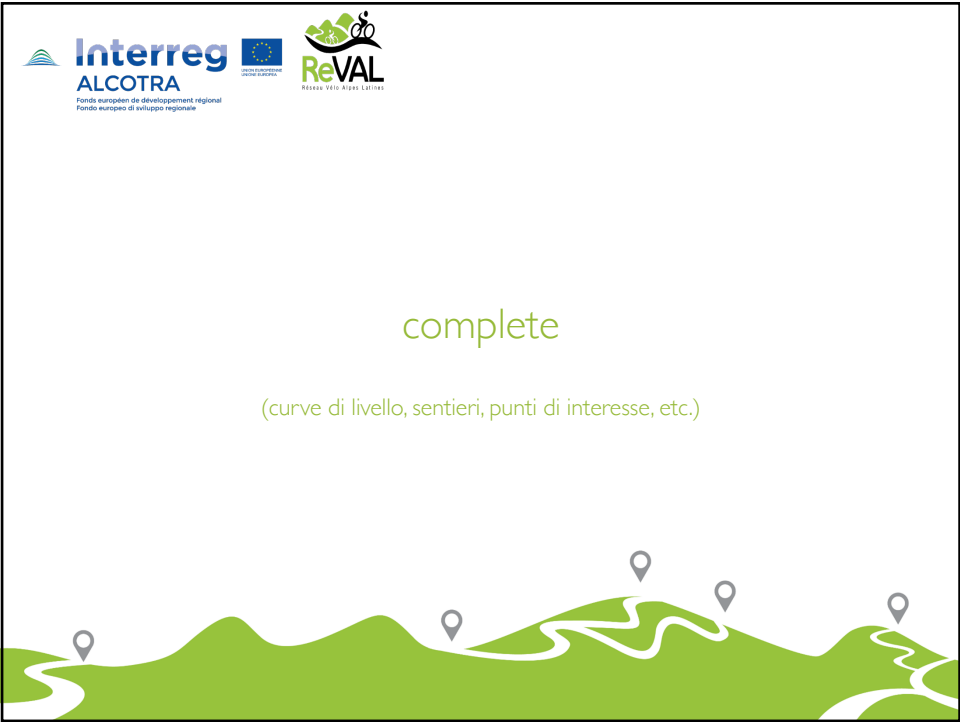 Interreg
ALCOTRA
Fonds européen de développement régional
Fondo europeo di sviluppo regionale
UNION EUROPÉENNE
UNIONE EUROPEA
ReVAL
Réseau Vélo Alpes Latines
complete
(curve di livello, sentieri, punti di interesse, etc.)